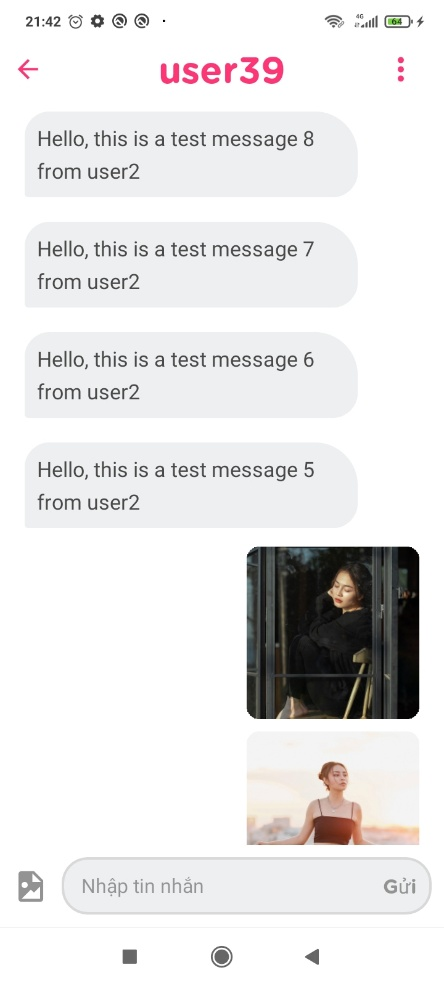 21:42
4G
64
user39
Hello, this is a test message 8
from user2
Hello, this is a test message 7
from user2
Hello, this is a test message 6
from user2
Hello, this is a test message 5
from user2
Nhập tin nhắn
Gửi